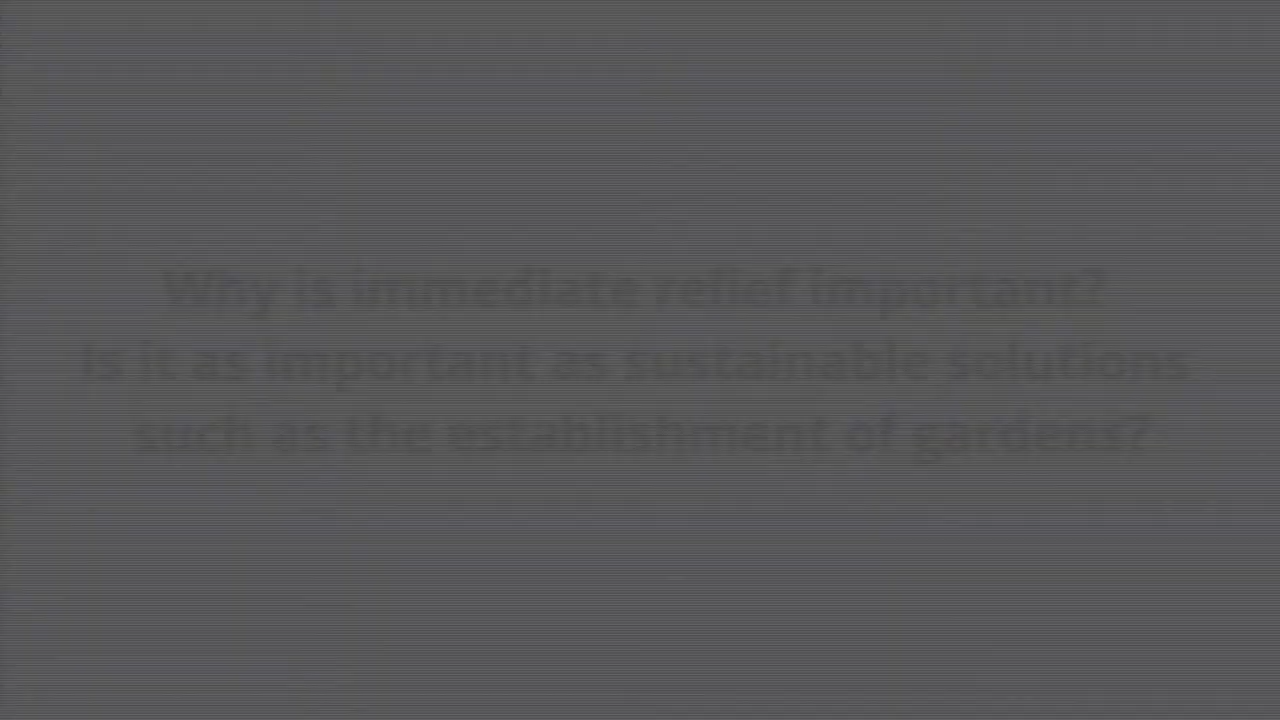 Why is immediate relief important?
Is it as important as sustainable solutions
such as the establishment of gardens?